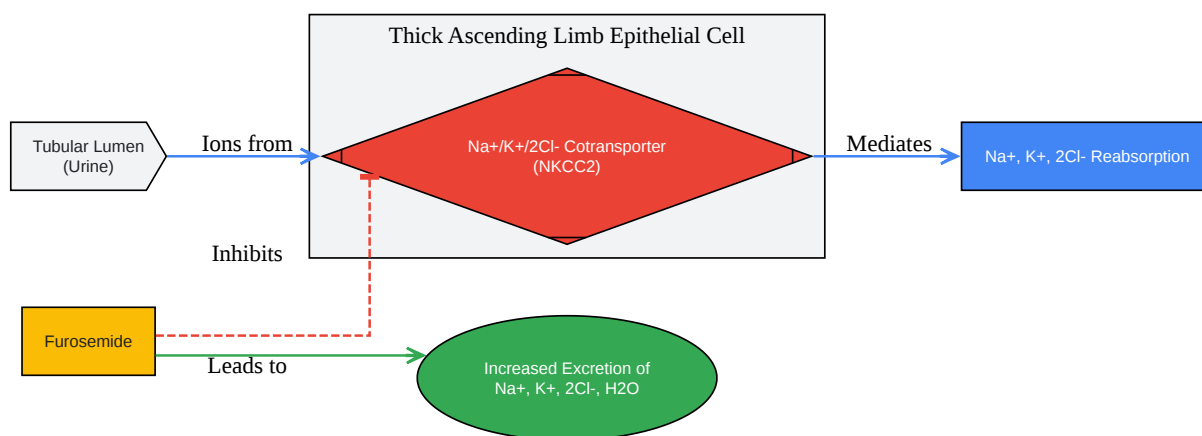 Thick Ascending Limb Epithelial Cell
Tubular Lumen
(Urine)
Ions from
Na+/K+/2Cl- Cotransporter
(NKCC2)
Mediates
Na+, K+, 2Cl- Reabsorption
Inhibits
Furosemide
Leads to
Increased Excretion of
Na+, K+, 2Cl-, H2O